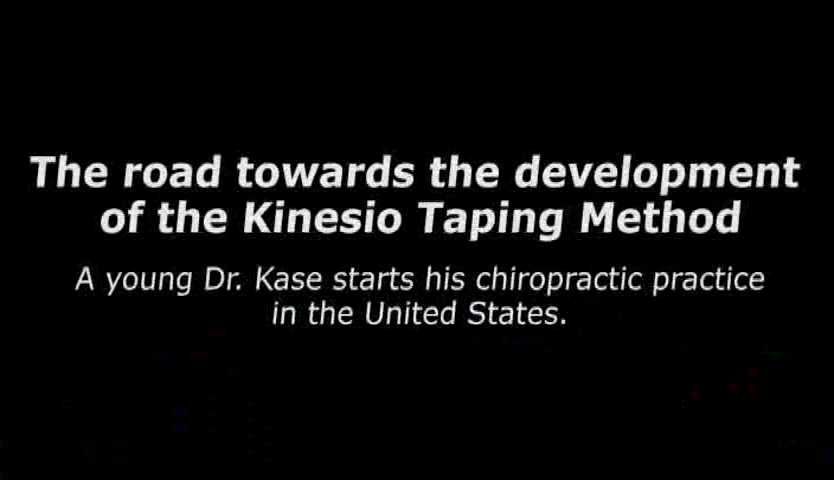 The road towards the development
of the Kinesio Taping Method
A young Dr. Kase starts his chiropractic practice
in the United States.